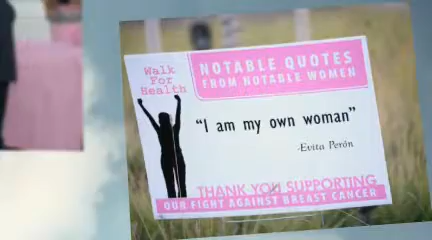 Walk
For
Health
NOTABLE QUOTES
FROM NOTABLE WOMEN
“I am my own woman”
-Evita Perón
THANK YOU SUPPORTING
OUR FIGHT AGAINST BREAST CANCER